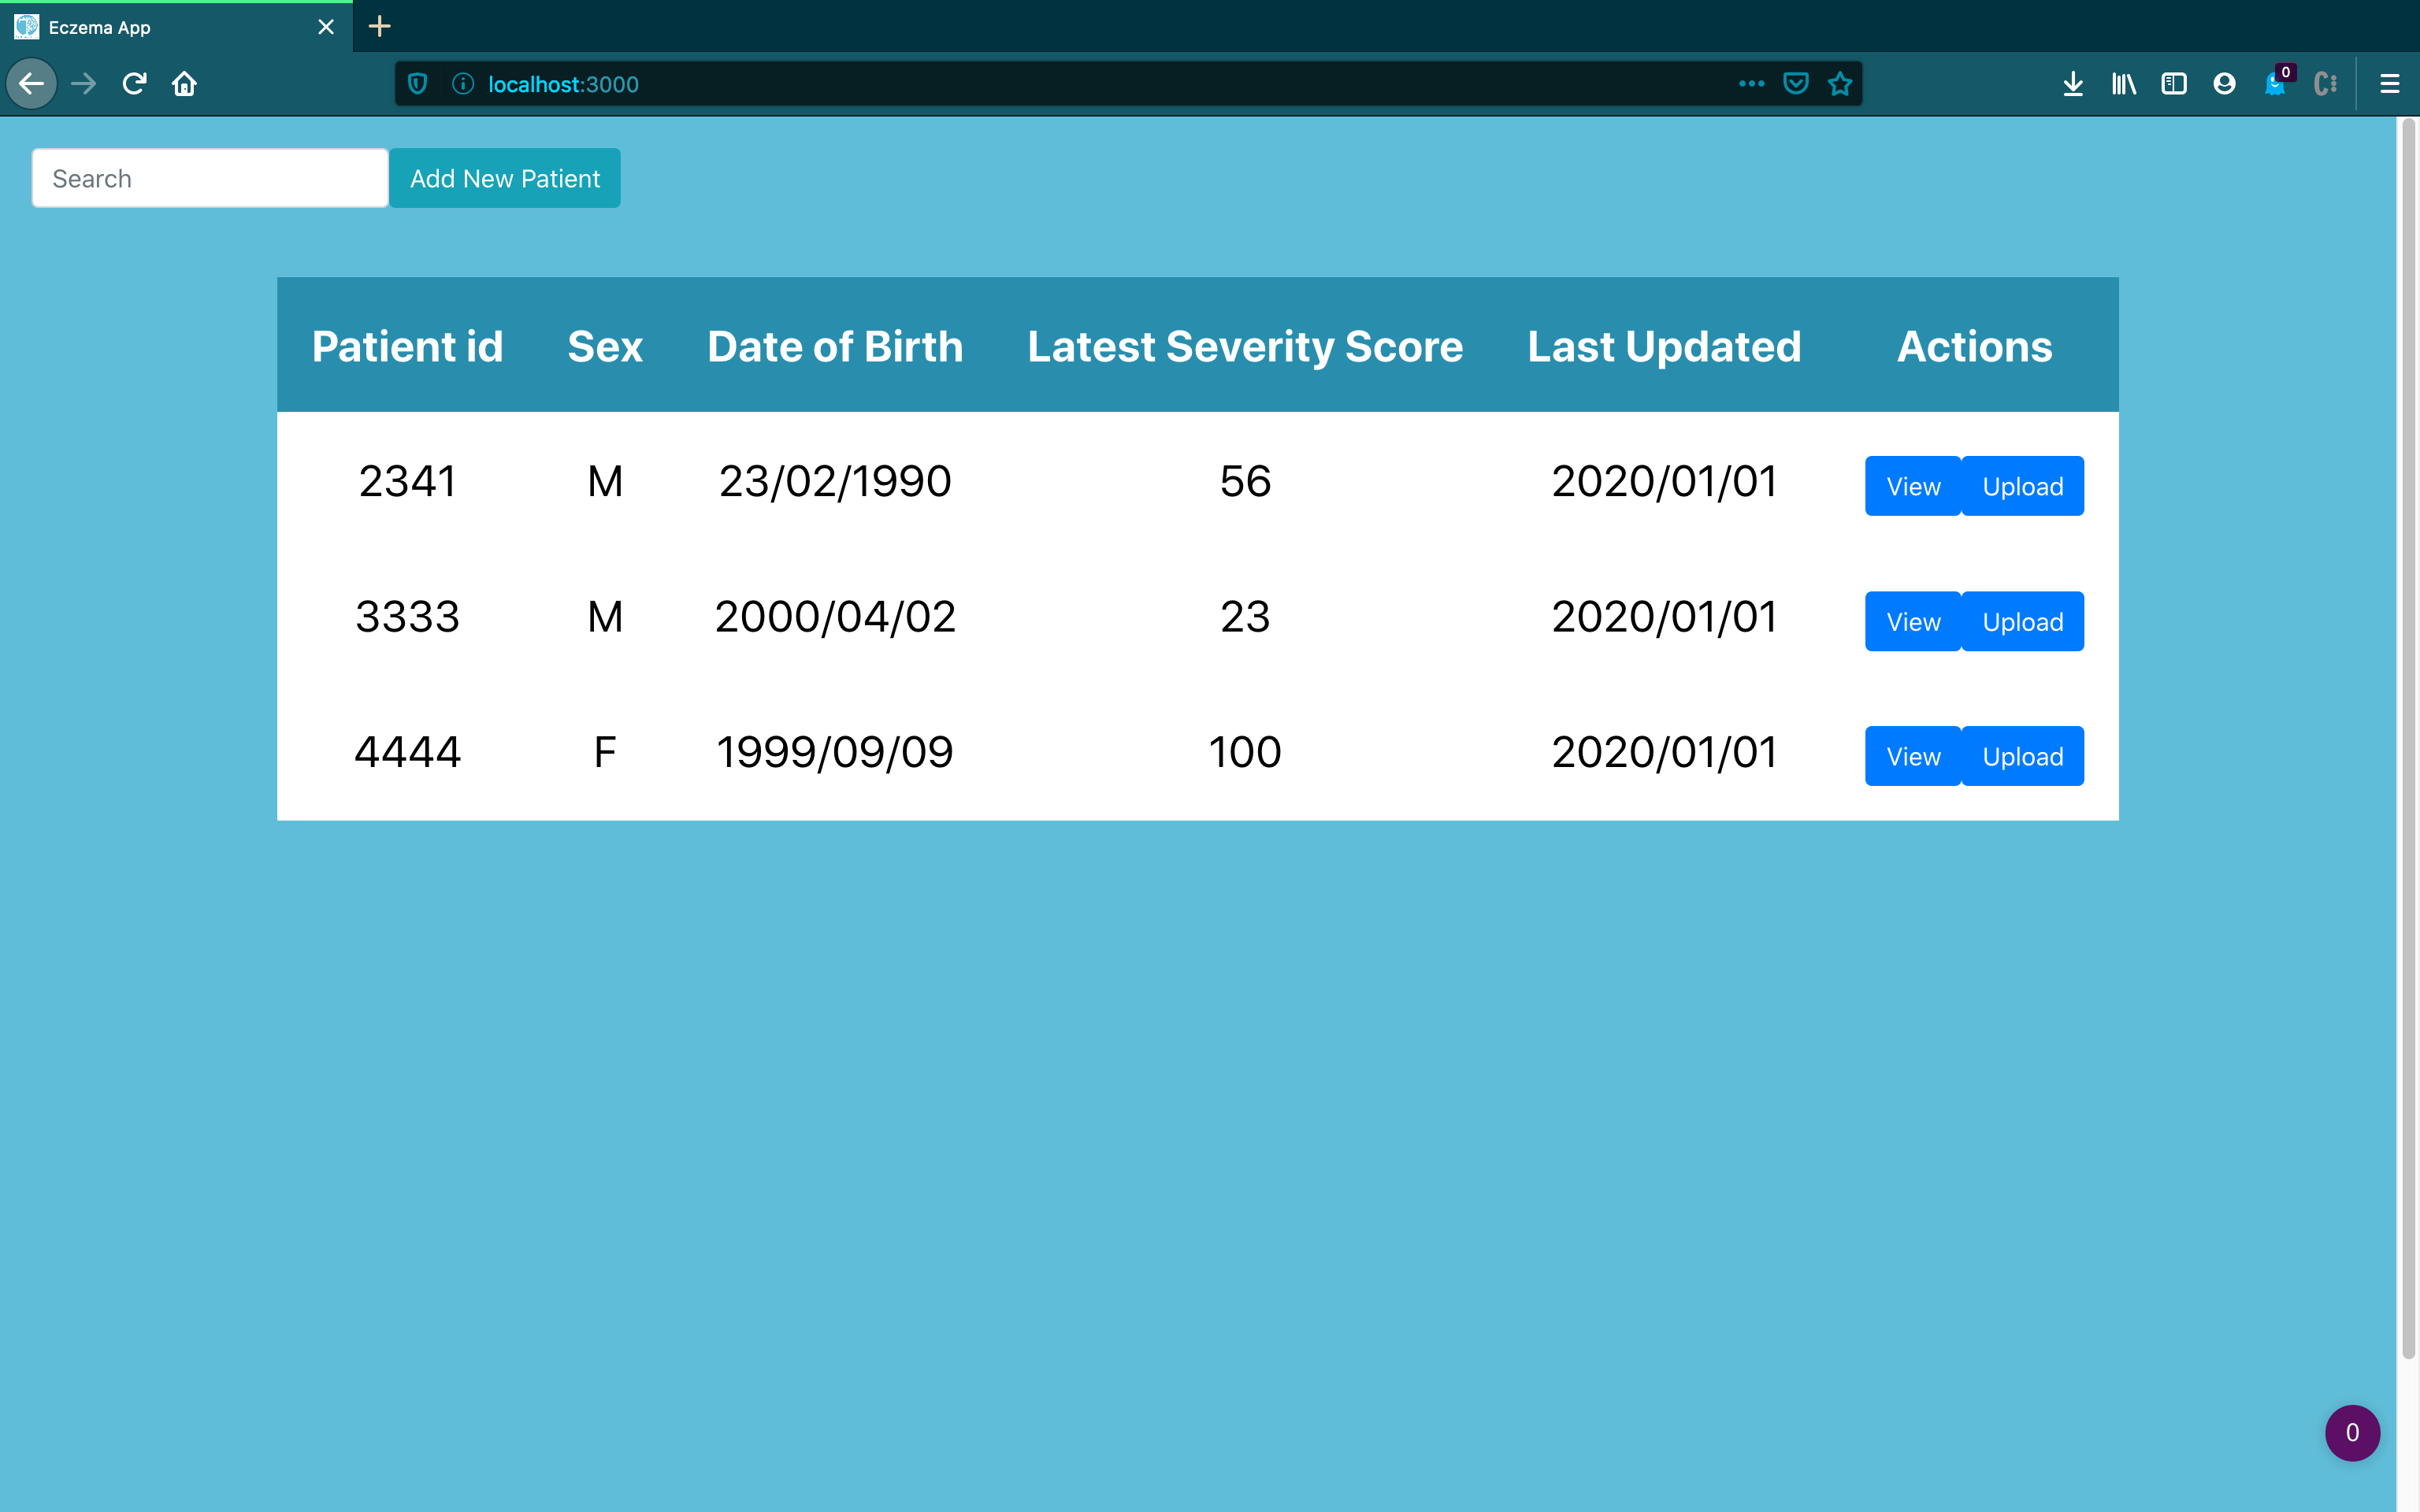 Eczema App
localhost:3000
0
Search
Add New Patient
Patient id Sex Date of Birth Latest Severity Score Last Updated Actions
2341 M 23/02/1990 56 2020/01/01 View Upload
3333 M 2000/04/02 23 2020/01/01 View Upload
4444 F 1999/09/09 100 2020/01/01 View Upload
0